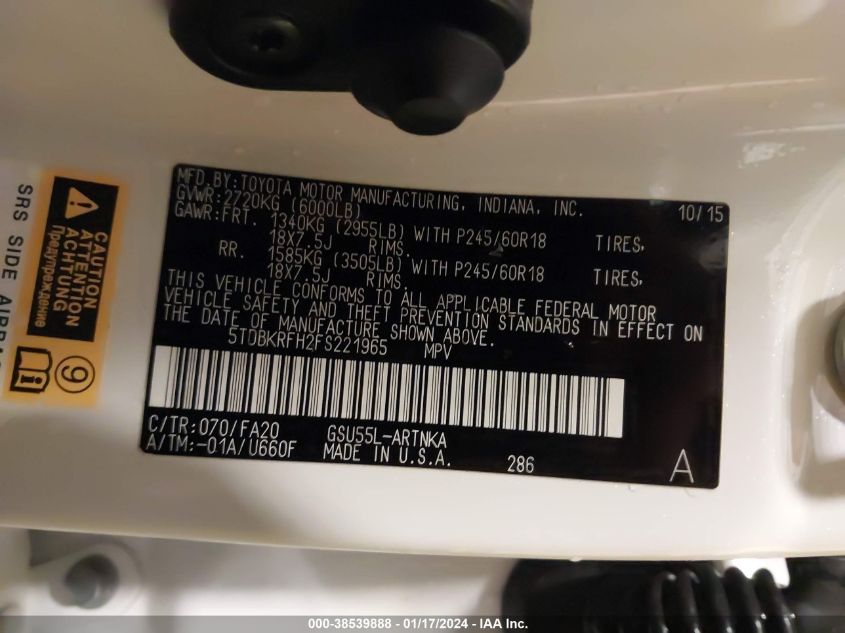 MFD.BY:TOYOTA MOTOR MANUFACTURING, INDIANA, INC. 10/15
GVWR:2720KG (6000LB)
GAWR:FRT. 1340KG (2955LB) WITH P245/60R18 TIRES,
18X7.5J RIMS.
RR. 1585KG (3505LB) WITH P245/60R18 TIRES,
18X7.5J RIMS.
THIS VEHICLE CONFORMS TO ALL APPLICABLE FEDERAL MOTOR
VEHICLE SAFETY AND THEFT PREVENTION STANDARDS IN EFFECT ON
THE DATE OF MANUFACTURE SHOWN ABOVE.
5TDBKRFH2FS221965 MPV
C/TR:070/FA20 GSU55L-ARTNKA
A/TM:-01A/U660F MADE IN U.S.A. 286 A
CAUTION
ATTENTION
ACHTUNG
Предупреждение
9
SRS SIDE
000-38539888 - 01/17/2024 - IAA Inc.